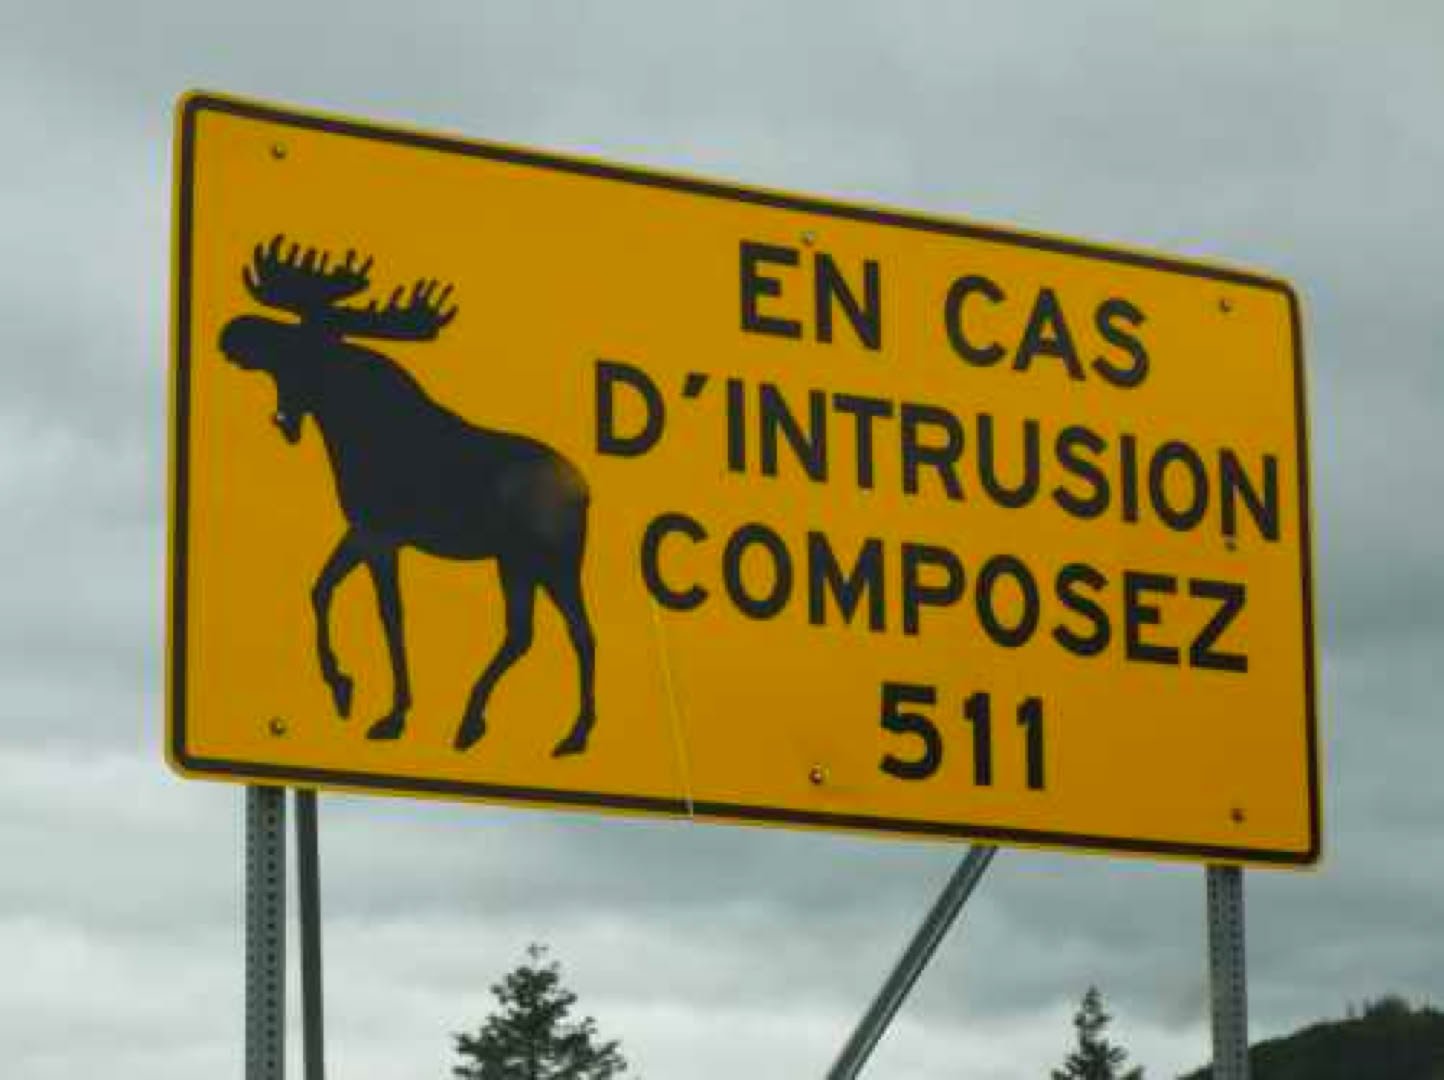 EN CAS
D'INTRUSION
COMPOSEZ
511